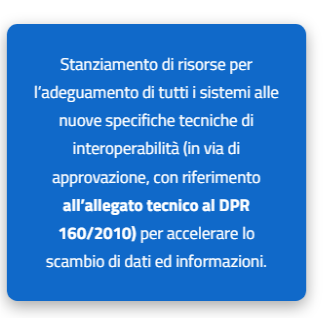 Stanziamento di risorse per
l'adeguamento di tutti i sistemi alle
nuove specifiche tecniche di
interoperabilità (in via di
approvazione, con riferimento
all'allegato tecnico al DPR
160/2010) per accelerare lo
scambio di dati ed informazioni.